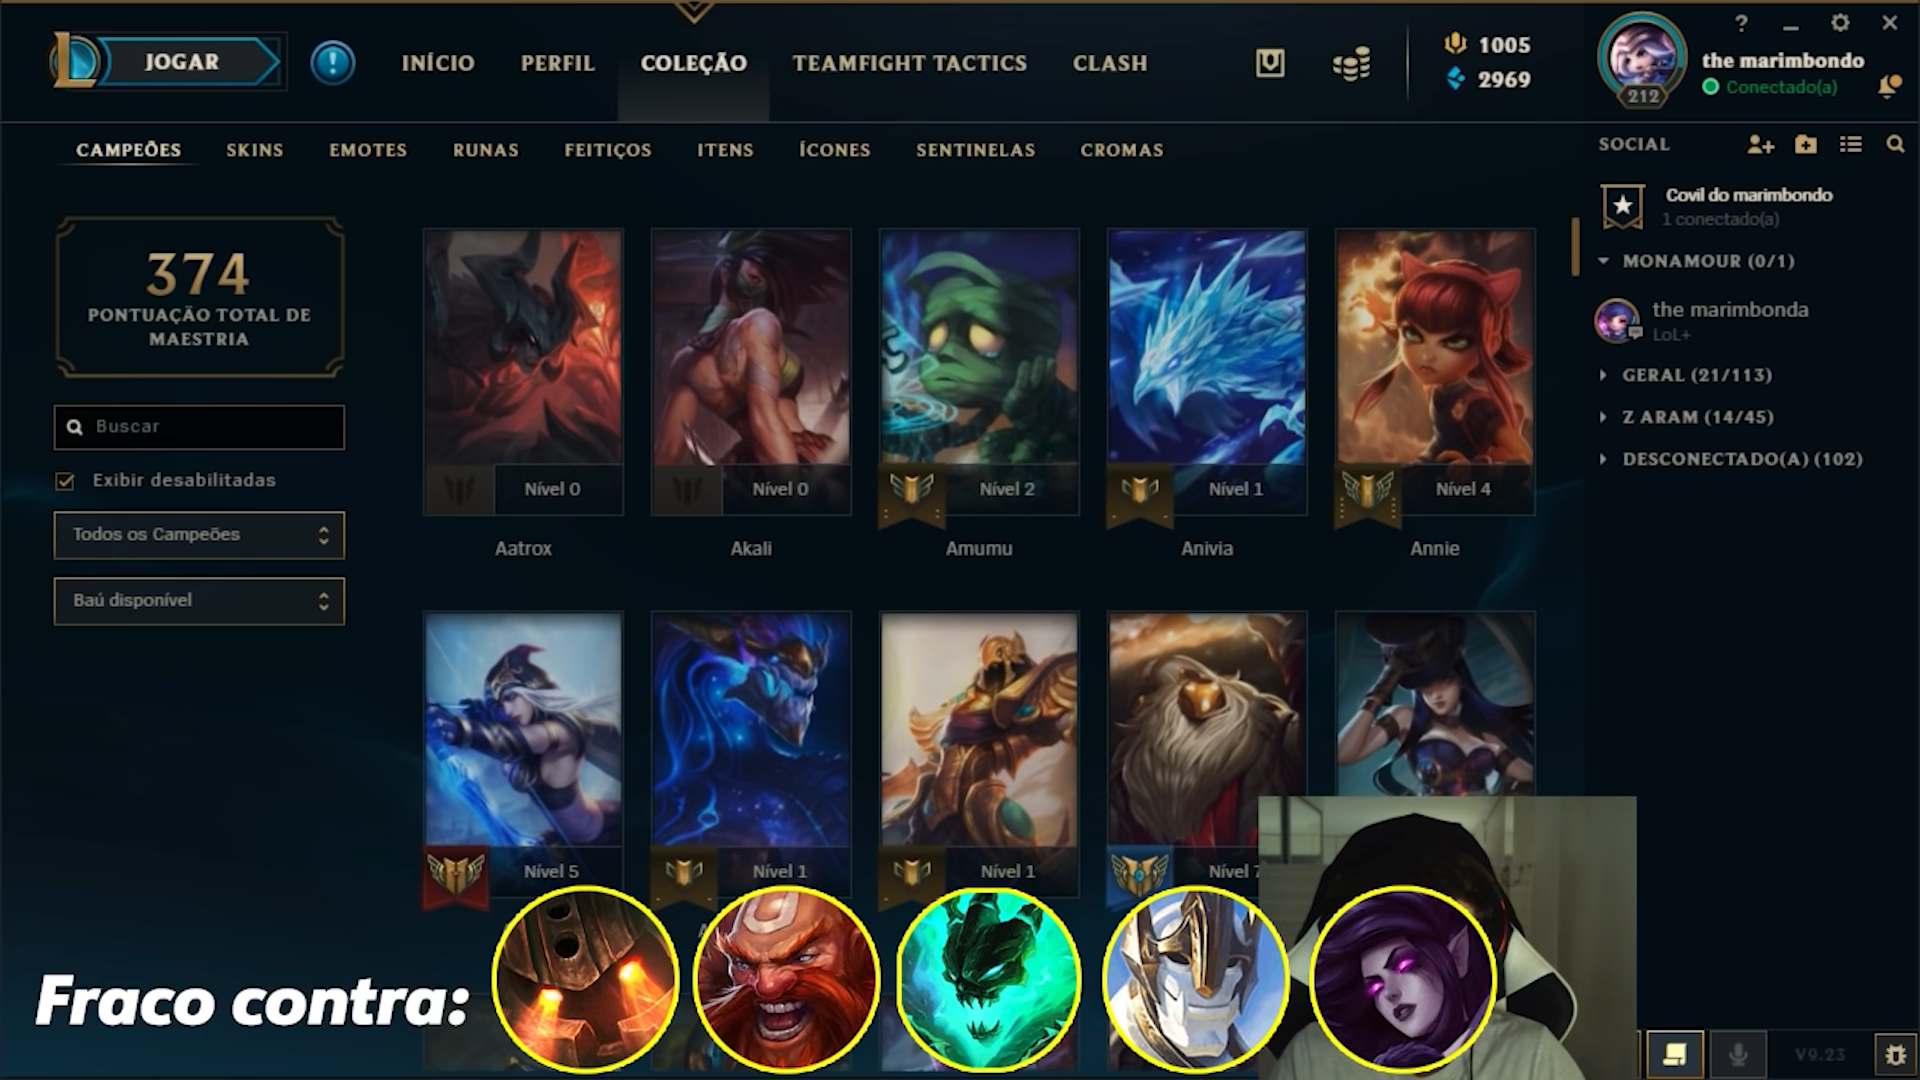 JOGAR
INÍCIO
PERFIL
COLEÇÃO
TEAMFIGHT TACTICS
CLASH
1005
2969
212
the marimbondo
Conectado(a)
CAMPEÕES
SKINS
EMOTES
RUNAS
FEITIÇOS
ITENS
ÍCONES
SENTINELAS
CROMAS
SOCIAL
Covil do marimbondo
1 conectado(a)
MONAMOUR (0/1)
the marimbonda
LoL+
GERAL (21/113)
Z ARAM (14/45)
DESCONECTADO(A) (102)
374
PONTUAÇÃO TOTAL DE
MAESTRIA
Buscar
Exibir desabilitadas
Todos os Campeões
Baú disponível
Nível 0
Nível 0
Nível 2
Nível 1
Nível 4
Aatrox
Akali
Amumu
Anivia
Annie
Nível 5
Nível 1
Nível 1
Nível 7
Fraco contra:
V9.23